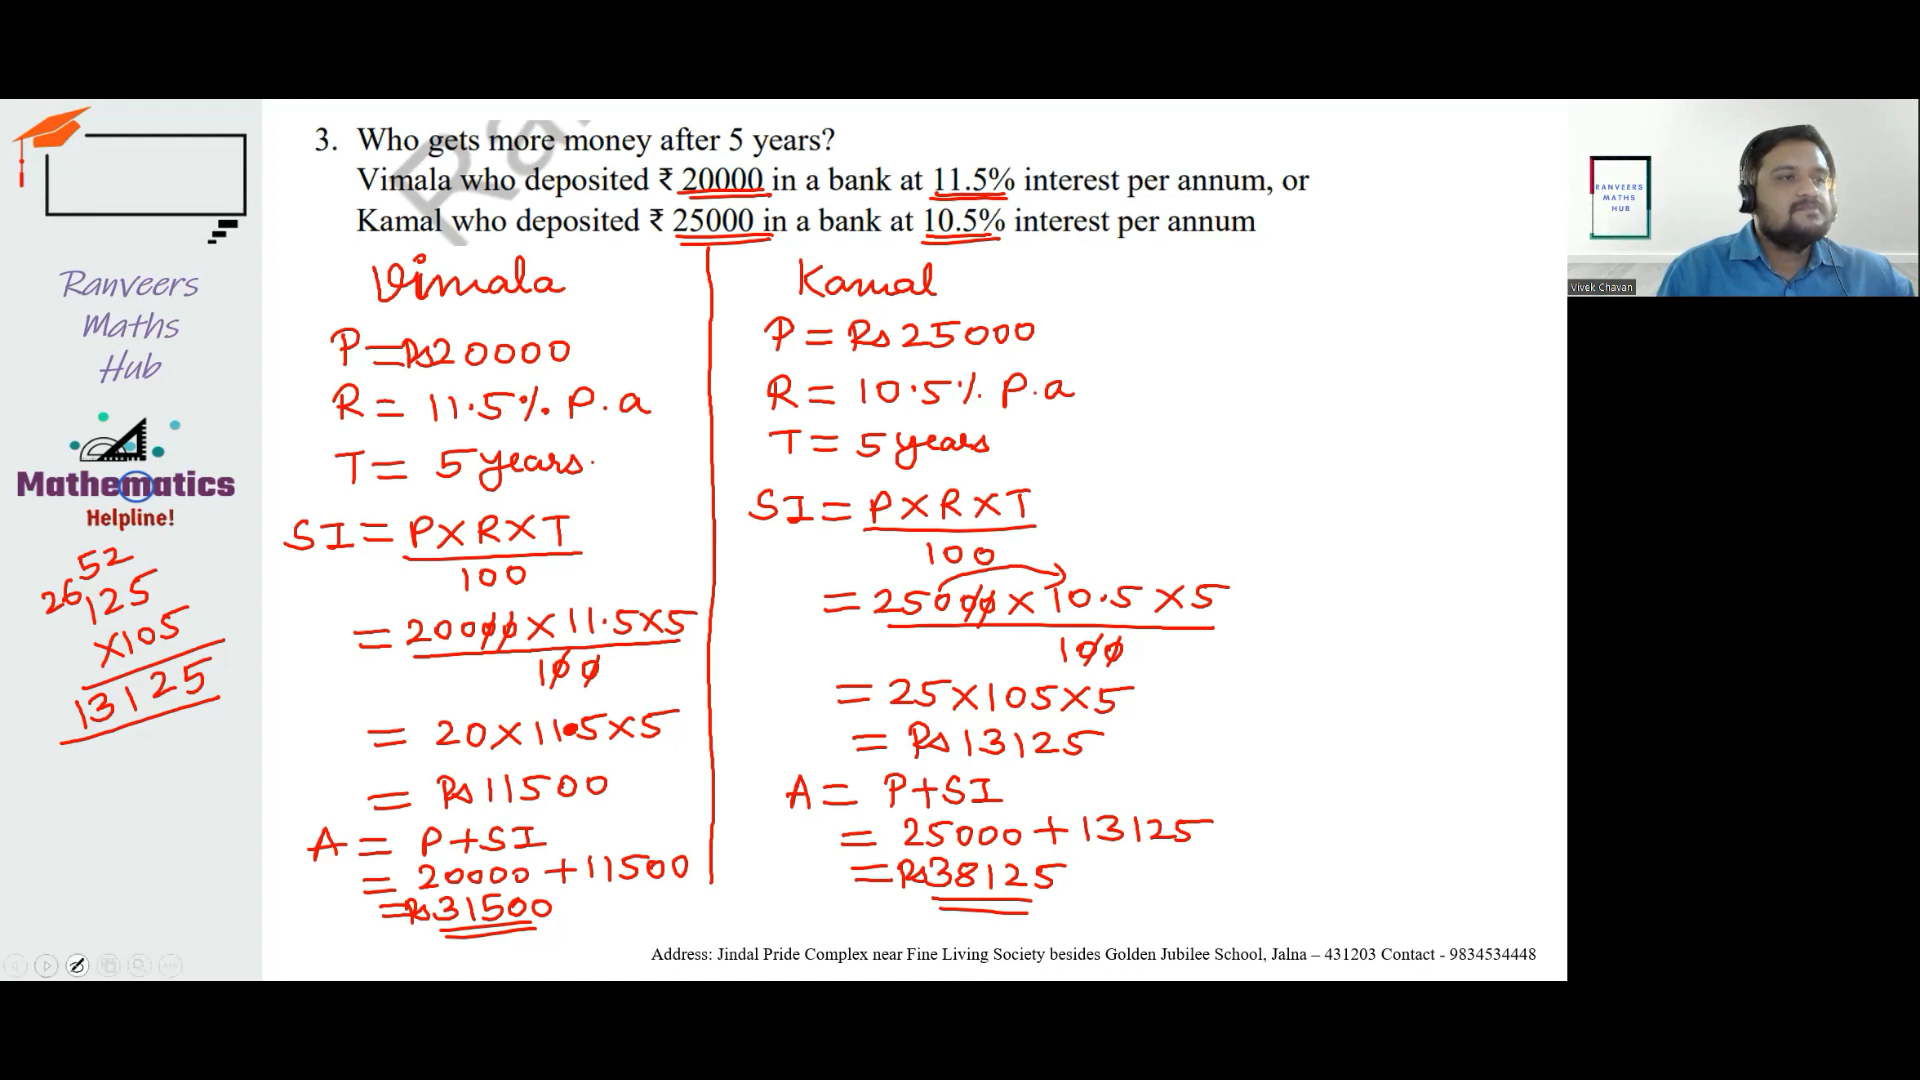 3. Who gets more money after 5 years?
Vimala who deposited ₹ 20000 in a bank at 11.5% interest per annum, or
Kamal who deposited ₹ 25000 in a bank at 10.5% interest per annum
Ra
Ranveers
Maths
Hub
Mathematics
Helpline!
52
26
125
×105
13125
Vimala
P = Rs 20000
R = 11.5% P.a
T = 5 years.
SI = P×R×T
100
= 20000 × 11.5×5
100
= 20×11.5×5
= Rs 11500
A = P+SI
= 20000 + 11500
= Rs 31500
Kamal
P = Rs 25000
R = 10.5% P.a
T = 5 years
SI = P×R×T
100
= 25000 × 10.5 ×5
100
= 25×105×5
= Rs 13125
A = P+SI
= 25000 + 13125
= Rs 38125
RANVEERS
MATHS
HUB
Vivek Chavan
Address: Jindal Pride Complex near Fine Living Society besides Golden Jubilee School, Jalna – 431203 Contact - 9834534448